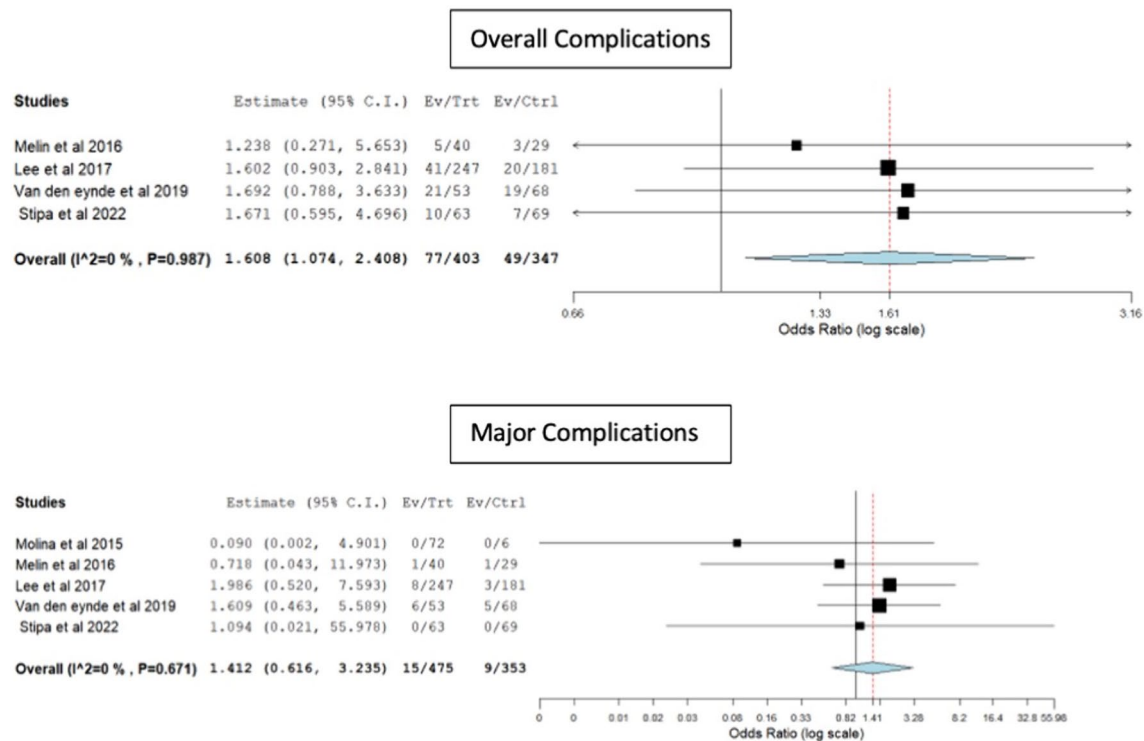 Overall Complications
Studies Estimate (95% C.I.) Ev/Trt Ev/Ctrl
Melin et al 2016 1.238 (0.271, 5.653) 5/40 3/29
Lee et al 2017 1.602 (0.903, 2.841) 41/247 20/181
Van den eynde et al 2019 1.692 (0.788, 3.633) 21/53 19/68
Stipa et al 2022 1.671 (0.595, 4.696) 10/63 7/69
Overall (I^2=0 % , P=0.987) 1.608 (1.074, 2.408) 77/403 49/347
0.66 1.33 1.61 3.16
Odds Ratio (log scale)
Major Complications
Studies Estimate (95% C.I.) Ev/Trt Ev/Ctrl
Molina et al 2015 0.090 (0.002, 4.901) 0/72 0/6
Melin et al 2016 0.718 (0.043, 11.973) 1/40 1/29
Lee et al 2017 1.986 (0.520, 7.593) 8/247 3/181
Van den eynde et al 2019 1.609 (0.463, 5.589) 6/53 5/68
Stipa et al 2022 1.094 (0.021, 55.978) 0/63 0/69
Overall (I^2=0 % , P=0.671) 1.412 (0.616, 3.235) 15/475 9/353
0 0 0.01 0.02 0.03 0.08 0.16 0.33 0.82 1.41 3.28 8.2 16.4 32.8 55.98
Odds Ratio (log scale)